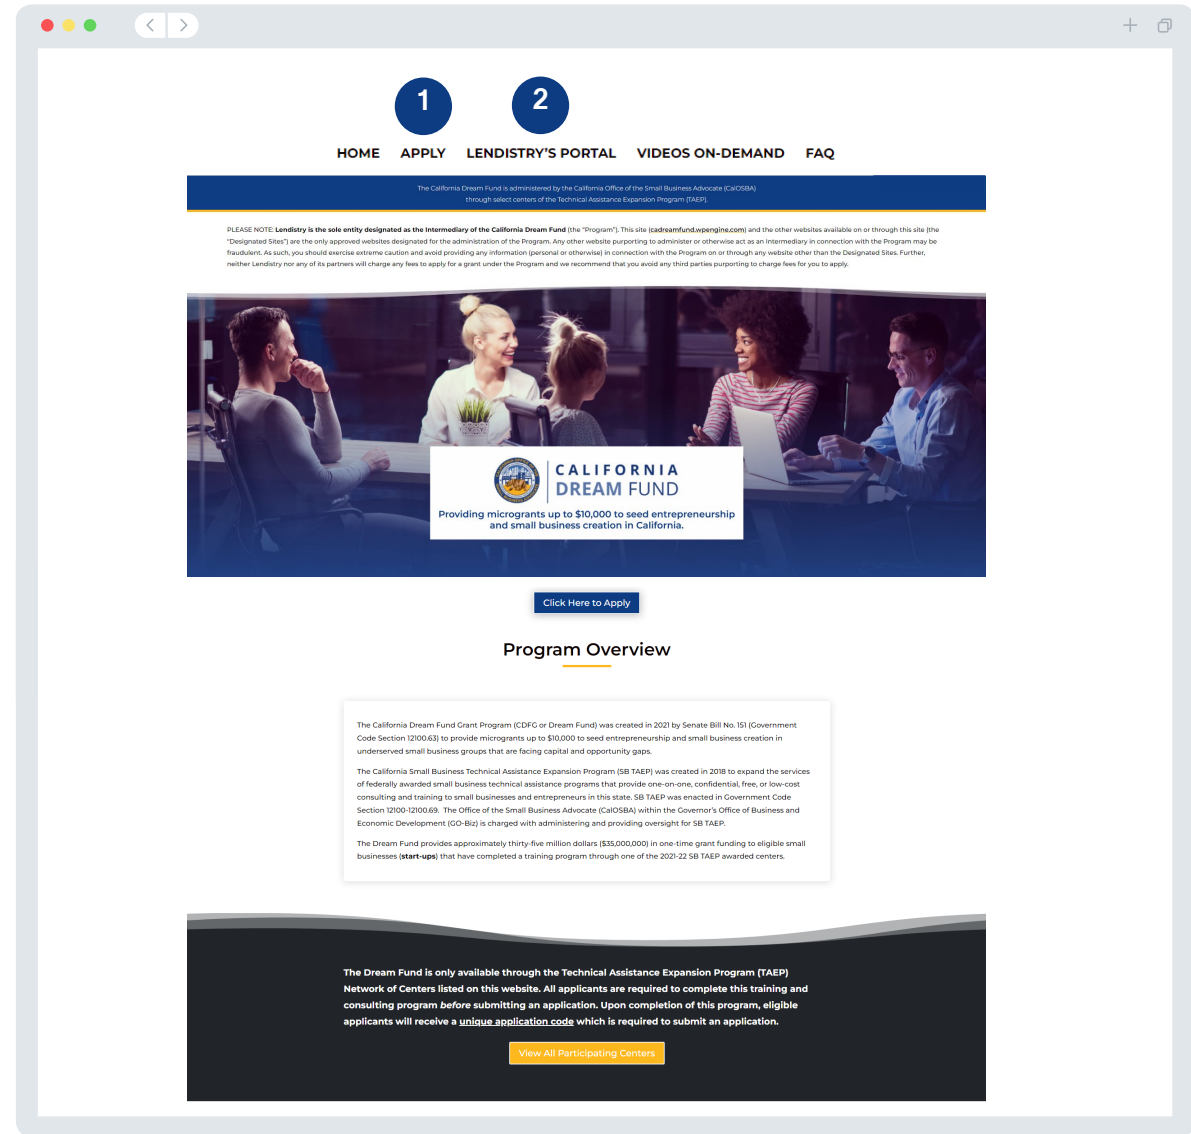 1
2
HOME APPLY LENDISTRY'S PORTAL VIDEOS ON-DEMAND FAQ
The California Dream Fund is administered by the California Office of the Small Business Advocate (CalOSBA)
through select centers of the Technical Assistance Expansion Program (TAEP).
PLEASE NOTE: Lendistry is the sole entity designated as the Intermediary of the California Dream Fund (the "Program"). This site (cadreamfund.wpengine.com) and the other websites available on or through this site (the
"Designated Sites") are the only approved websites designated for the administration of the Program. Any other website purporting to administer or otherwise act as an Intermediary in connection with the Program may be
fraudulent. As such, you should exercise extreme caution and avoid providing any information (personal or otherwise) in connection with the Program on or through any website other than the Designated Sites. Further,
neither Lendistry nor any of its partners will charge any fees to apply for a grant under the Program and we recommend that you avoid any third parties purporting to charge fees for you to apply.
CALIFORNIA
DREAM FUND
Providing microgrants up to $10,000 to seed entrepreneurship
and small business creation in California.
Click Here to Apply
Program Overview
The California Dream Fund Grant Program (CDFG or Dream Fund) was created in 2021 by Senate Bill No. 151 (Government
Code Section 12100.63) to provide microgrants up to $10,000 to seed entrepreneurship and small business creation in
underserved small business groups that are facing capital and opportunity gaps.
The California Small Business Technical Assistance Expansion Program (SB TAEP) was created in 2018 to expand the services
of federally awarded small business technical assistance programs that provide one-on-one, confidential, free, or low-cost
consulting and training to small businesses and entrepreneurs in this state. SB TAEP was enacted in Government Code
Section 12100-12100.69. The Office of the Small Business Advocate (CalOSBA) within the Governor's Office of Business and
Economic Development (GO-Biz) is charged with administering and providing oversight for SB TAEP.
The Dream Fund provides approximately thirty-five million dollars ($35,000,000) in one-time grant funding to eligible small
businesses (start-ups) that have completed a training program through one of the 2021-22 SB TAEP awarded centers.
The Dream Fund is only available through the Technical Assistance Expansion Program (TAEP)
Network of Centers listed on this website. All applicants are required to complete this training and
consulting program before submitting an application. Upon completion of this program, eligible
applicants will receive a unique application code which is required to submit an application.
View All Participating Centers